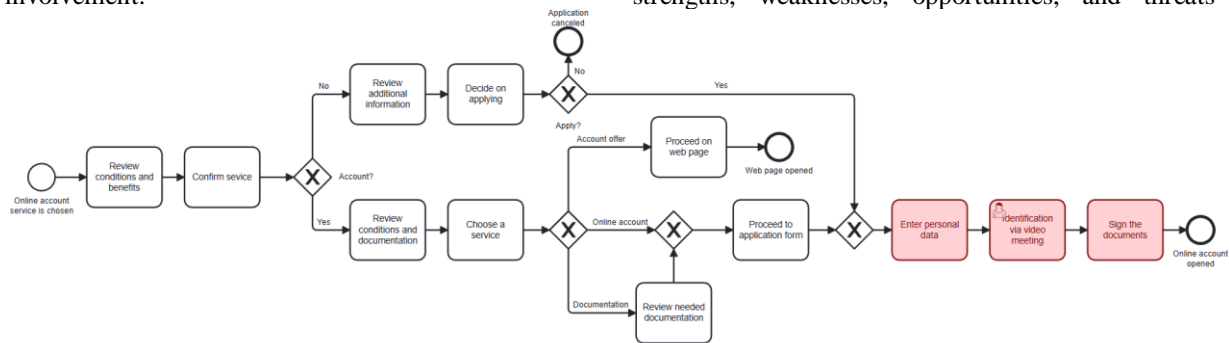 involvement.
strengths, weaknesses, opportunities, and threats
Application
canceled
No
Review
additional
information
Decide on
applying
No
Yes
Apply?
Account offer
Proceed on
web page
Web page opened
Online account
service is chosen
Review
conditions and
benefits
Confirm sevice
Account?
Yes
Review
conditions and
documentation
Choose a
service
Online account
Proceed to
application form
Enter personal
data
Identification
via video
meeting
Sign the
documents
Online account
opened
Documentation
Review needed
documentation